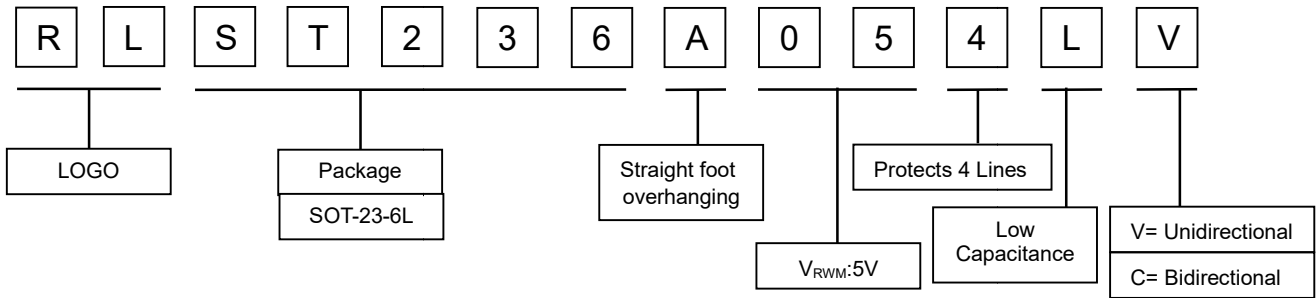 R L S T 2 3 6 A 0 5 4 L V
LOGO
Package
SOT-23-6L
Straight foot
overhanging
V_RWM:5V
Protects 4 Lines
Low
Capacitance
V= Unidirectional
C= Bidirectional